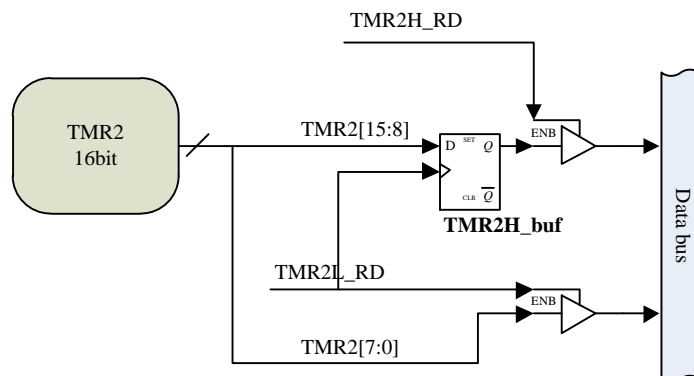 TMR2H_RD
TMR2
16bit
TMR2[15:8]
D
SET
Q
ENB
CLR
Q
TMR2H_buf
Data bus
TMR2L_RD
ENB
TMR2[7:0]